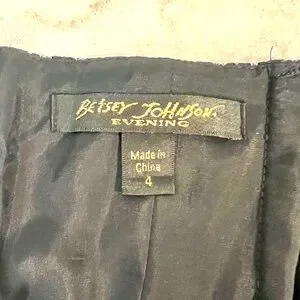 BETSEY JOHNSON.
EVENING
Made in
China
4